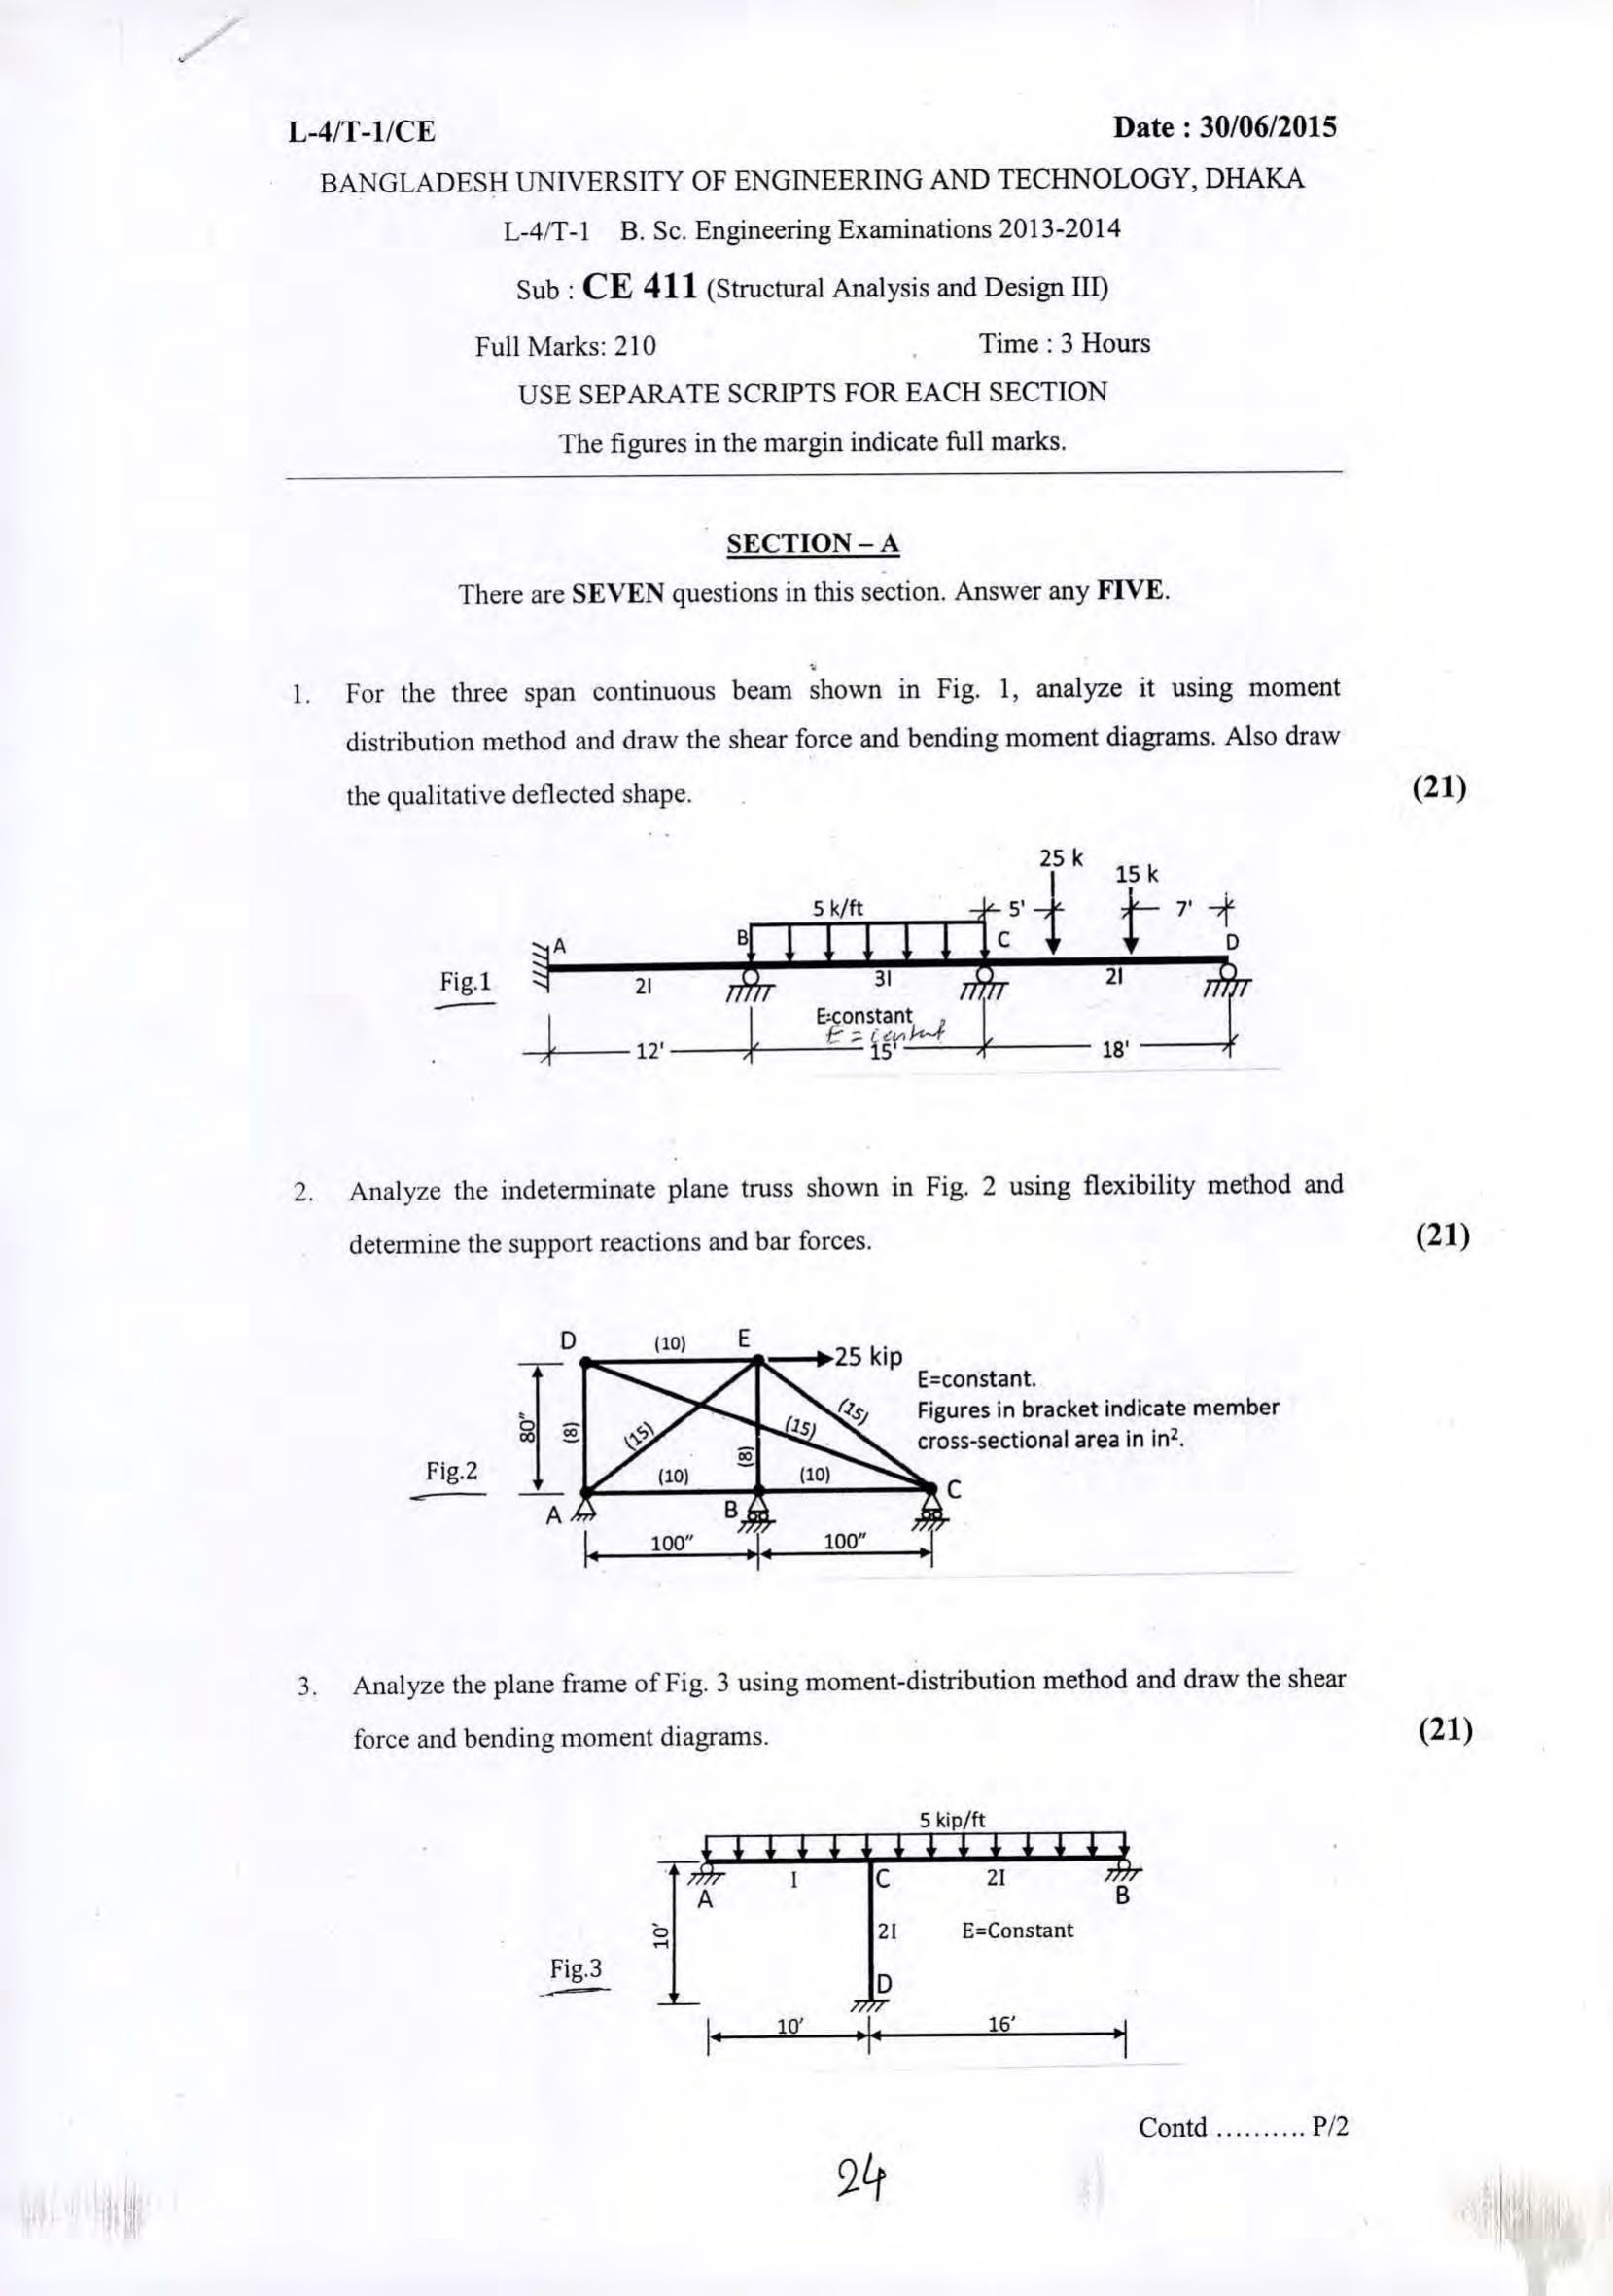 L-4/T-1/CE Date : 30/06/2015
BANGLADESH UNIVERSITY OF ENGINEERING AND TECHNOLOGY, DHAKA
L-4/T-1 B. Sc. Engineering Examinations 2013-2014
Sub : CE 411 (Structural Analysis and Design III)
Full Marks: 210 Time : 3 Hours
USE SEPARATE SCRIPTS FOR EACH SECTION
The figures in the margin indicate full marks.
SECTION – A
There are SEVEN questions in this section. Answer any FIVE.
1. For the three span continuous beam shown in Fig. 1, analyze it using moment
distribution method and draw the shear force and bending moment diagrams. Also draw
the qualitative deflected shape. (21)
25 k
15 k
5 k/ft 5' 7'
A B C D
Fig.1 2I 3I 2I
E=constant
E = constant
12' 15' 18'
2. Analyze the indeterminate plane truss shown in Fig. 2 using flexibility method and
determine the support reactions and bar forces. (21)
D (10) E
25 kip
E=constant.
Figures in bracket indicate member
cross-sectional area in in².
80" (8) (15) (8) (15) (15)
Fig.2 (10) (10) C
A B
100" 100"
3. Analyze the plane frame of Fig. 3 using moment-distribution method and draw the shear
force and bending moment diagrams. (21)
5 kip/ft
I C 2I
A B
10' 2I E=Constant
Fig.3 D
10' 16'
Contd .......... P/2
24